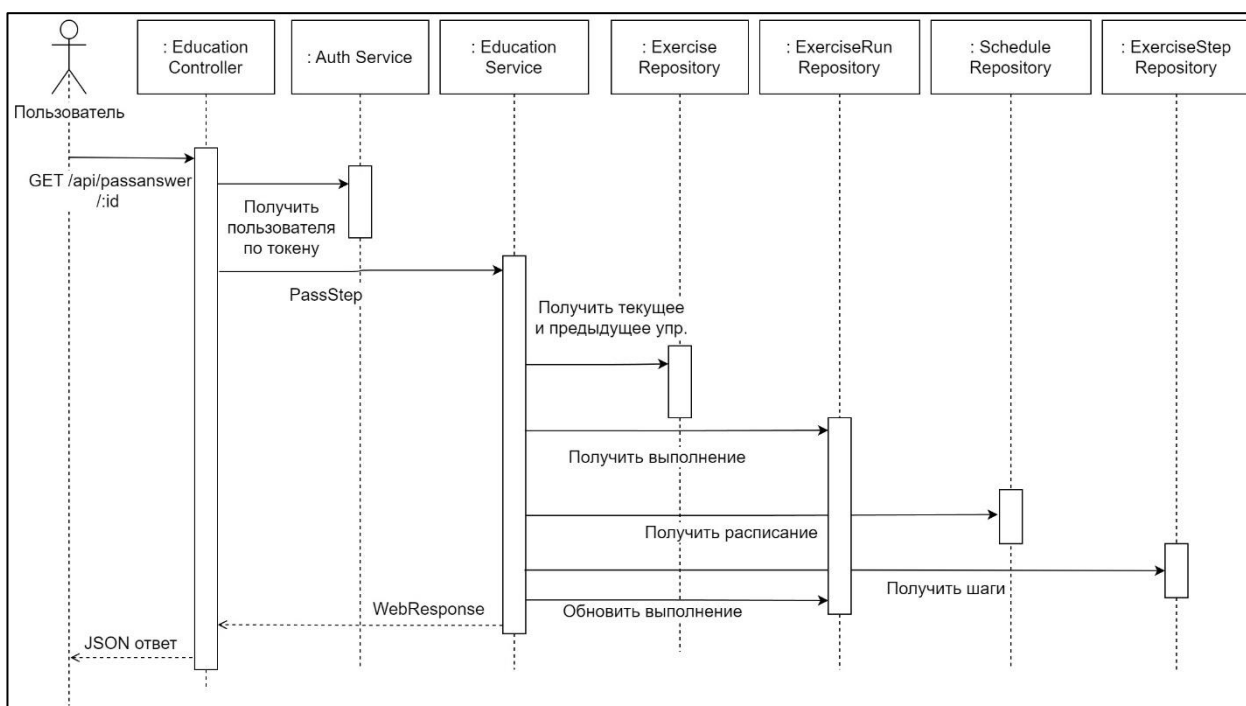 : Education
Controller
: Auth Service
: Education
Service
: Exercise
Repository
: ExerciseRun
Repository
: Schedule
Repository
: ExerciseStep
Repository
Пользователь
GET /api/passanswer
/:id
Получить
пользователя
по токену
PassStep
Получить текущее
и предыдущее упр.
Получить выполнение
Получить расписание
Получить шаги
Обновить выполнение
WebResponse
JSON ответ